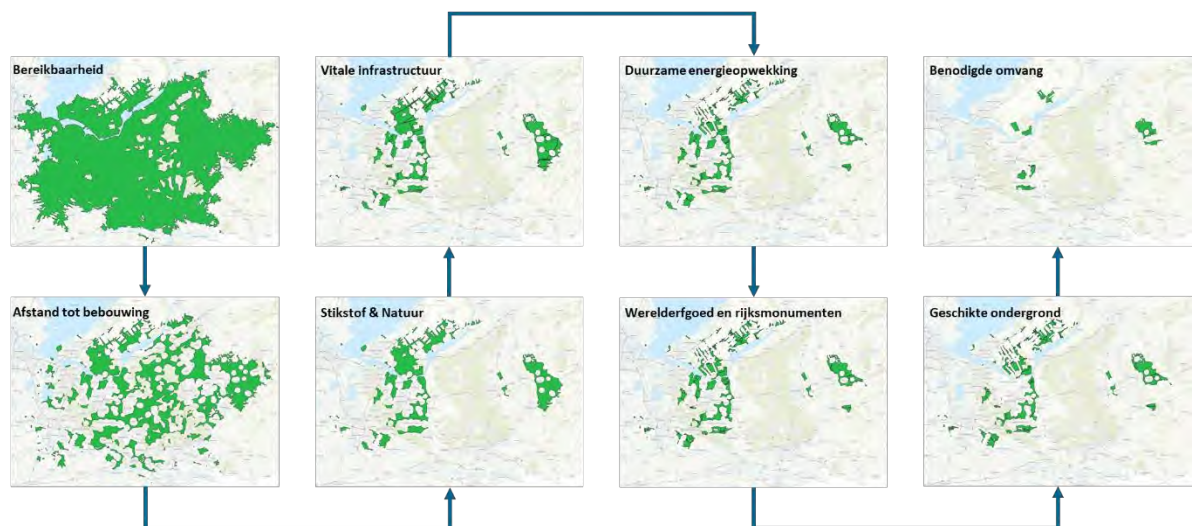 Bereikbaarheid
Vitale infrastructuur
Duurzame energieopwekking
Benodigde omvang
Afstand tot bebouwing
Stikstof & Natuur
Werelderfgoed en rijksmonumenten
Geschikte ondergrond